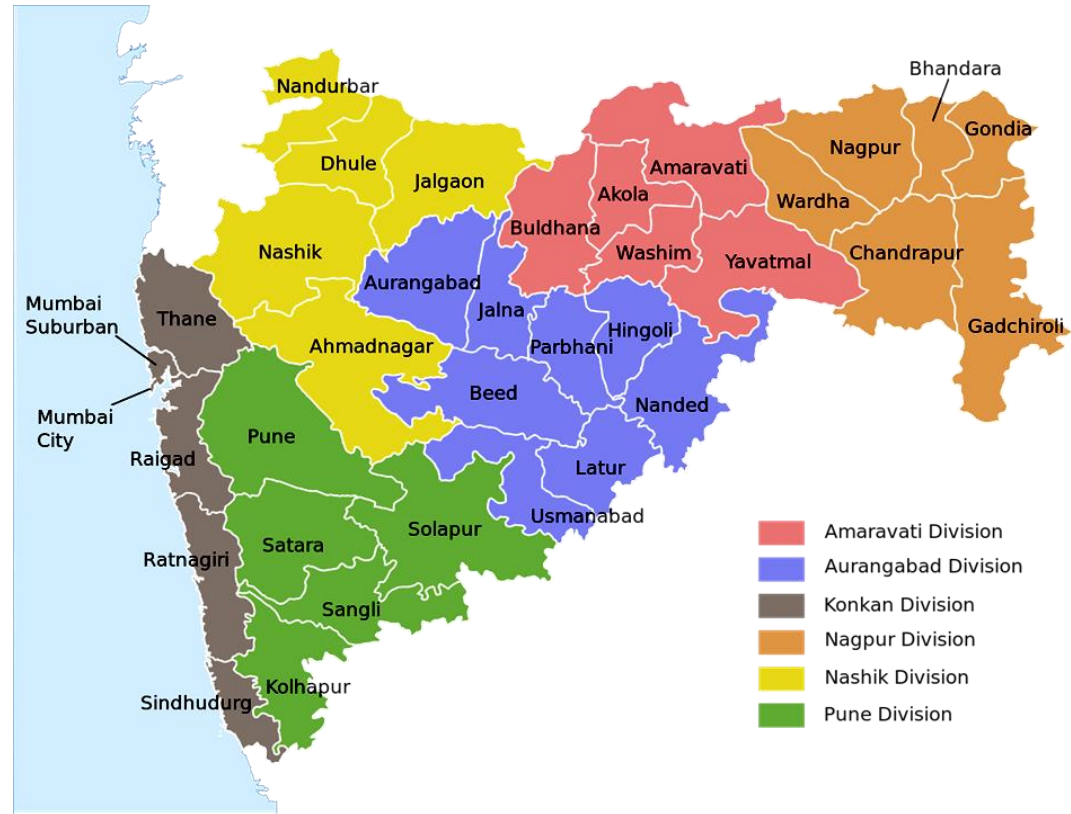 Bhandara
Nandurbar
Gondia
Nagpur
Dhule
Amaravati
Jalgaon
Akola
Wardha
Buldhana
Nashik
Washim
Chandrapur
Yavatmal
Aurangabad
Mumbai
Suburban
Jalna
Thane
Hingoli
Gadchiroli
Ahmadnagar
Parbhani
Beed
Nanded
Mumbai
City
Pune
Raigad
Latur
Usmanabad
Solapur
Satara
Ratnagiri
Sangli
Kolhapur
Sindhudurg
Amaravati Division
Aurangabad Division
Konkan Division
Nagpur Division
Nashik Division
Pune Division